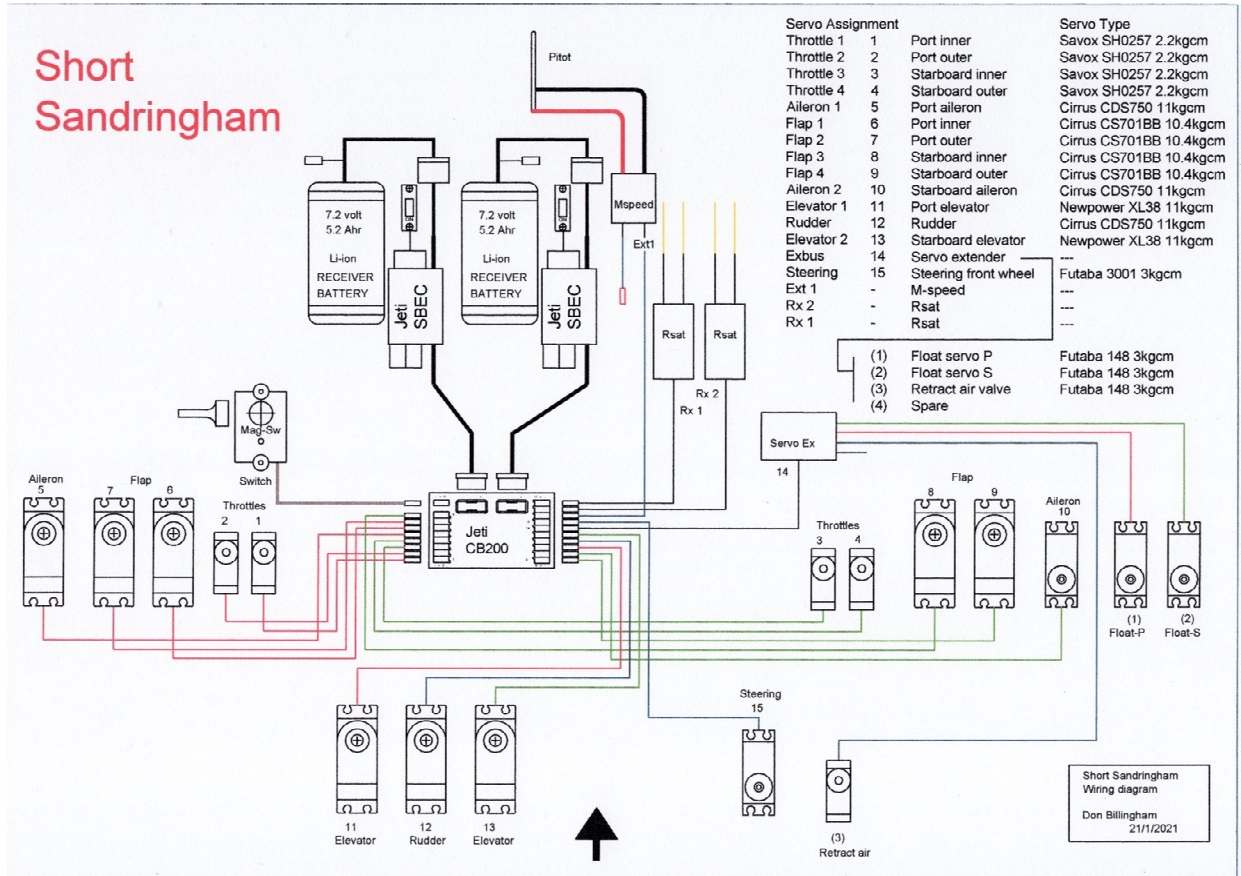 Short
Sandringham
Pitot
Servo Assignment Servo Type
Throttle 1 1 Port inner Savox SH0257 2.2kgcm
Throttle 2 2 Port outer Savox SH0257 2.2kgcm
Throttle 3 3 Starboard inner Savox SH0257 2.2kgcm
Throttle 4 4 Starboard outer Savox SH0257 2.2kgcm
Aileron 1 5 Port aileron Cirrus CDS750 11kgcm
Flap 1 6 Port inner Cirrus CS701BB 10.4kgcm
Flap 2 7 Port outer Cirrus CS701BB 10.4kgcm
Flap 3 8 Starboard inner Cirrus CS701BB 10.4kgcm
Flap 4 9 Starboard outer Cirrus CS701BB 10.4kgcm
Aileron 2 10 Starboard aileron Cirrus CDS750 11kgcm
Elevator 1 11 Port elevator Newpower XL38 11kgcm
Rudder 12 Rudder Cirrus CDS750 11kgcm
Elevator 2 13 Starboard elevator Newpower XL38 11kgcm
Exbus 14 Servo extender ---
Steering 15 Steering front wheel Futaba 3001 3kgcm
Ext 1 - M-speed ---
Rx 2 - Rsat ---
Rx 1 - Rsat ---
(1) Float servo P Futaba 148 3kgcm
(2) Float servo S Futaba 148 3kgcm
(3) Retract air valve Futaba 148 3kgcm
(4) Spare
7.2 volt
5.2 Ahr
Li-ion
RECEIVER
BATTERY
ON
Jeti
SBEC
7.2 volt
5.2 Ahr
Li-ion
RECEIVER
BATTERY
ON
Jeti
SBEC
Mspeed
Ext1
Rsat
Rsat
Rx 2
Rx 1
Mag-Sw
Switch
Servo Ex
14
Aileron
5
Flap
7 6
Throttles
2 1
Jeti
CB200
Throttles
3 4
Flap
8 9
Aileron
10
(1)
Float-P
(2)
Float-S
Steering
15
11
Elevator
12
Rudder
13
Elevator
(3)
Retract air
Short Sandringham
Wiring diagram
Don Billingham
21/1/2021